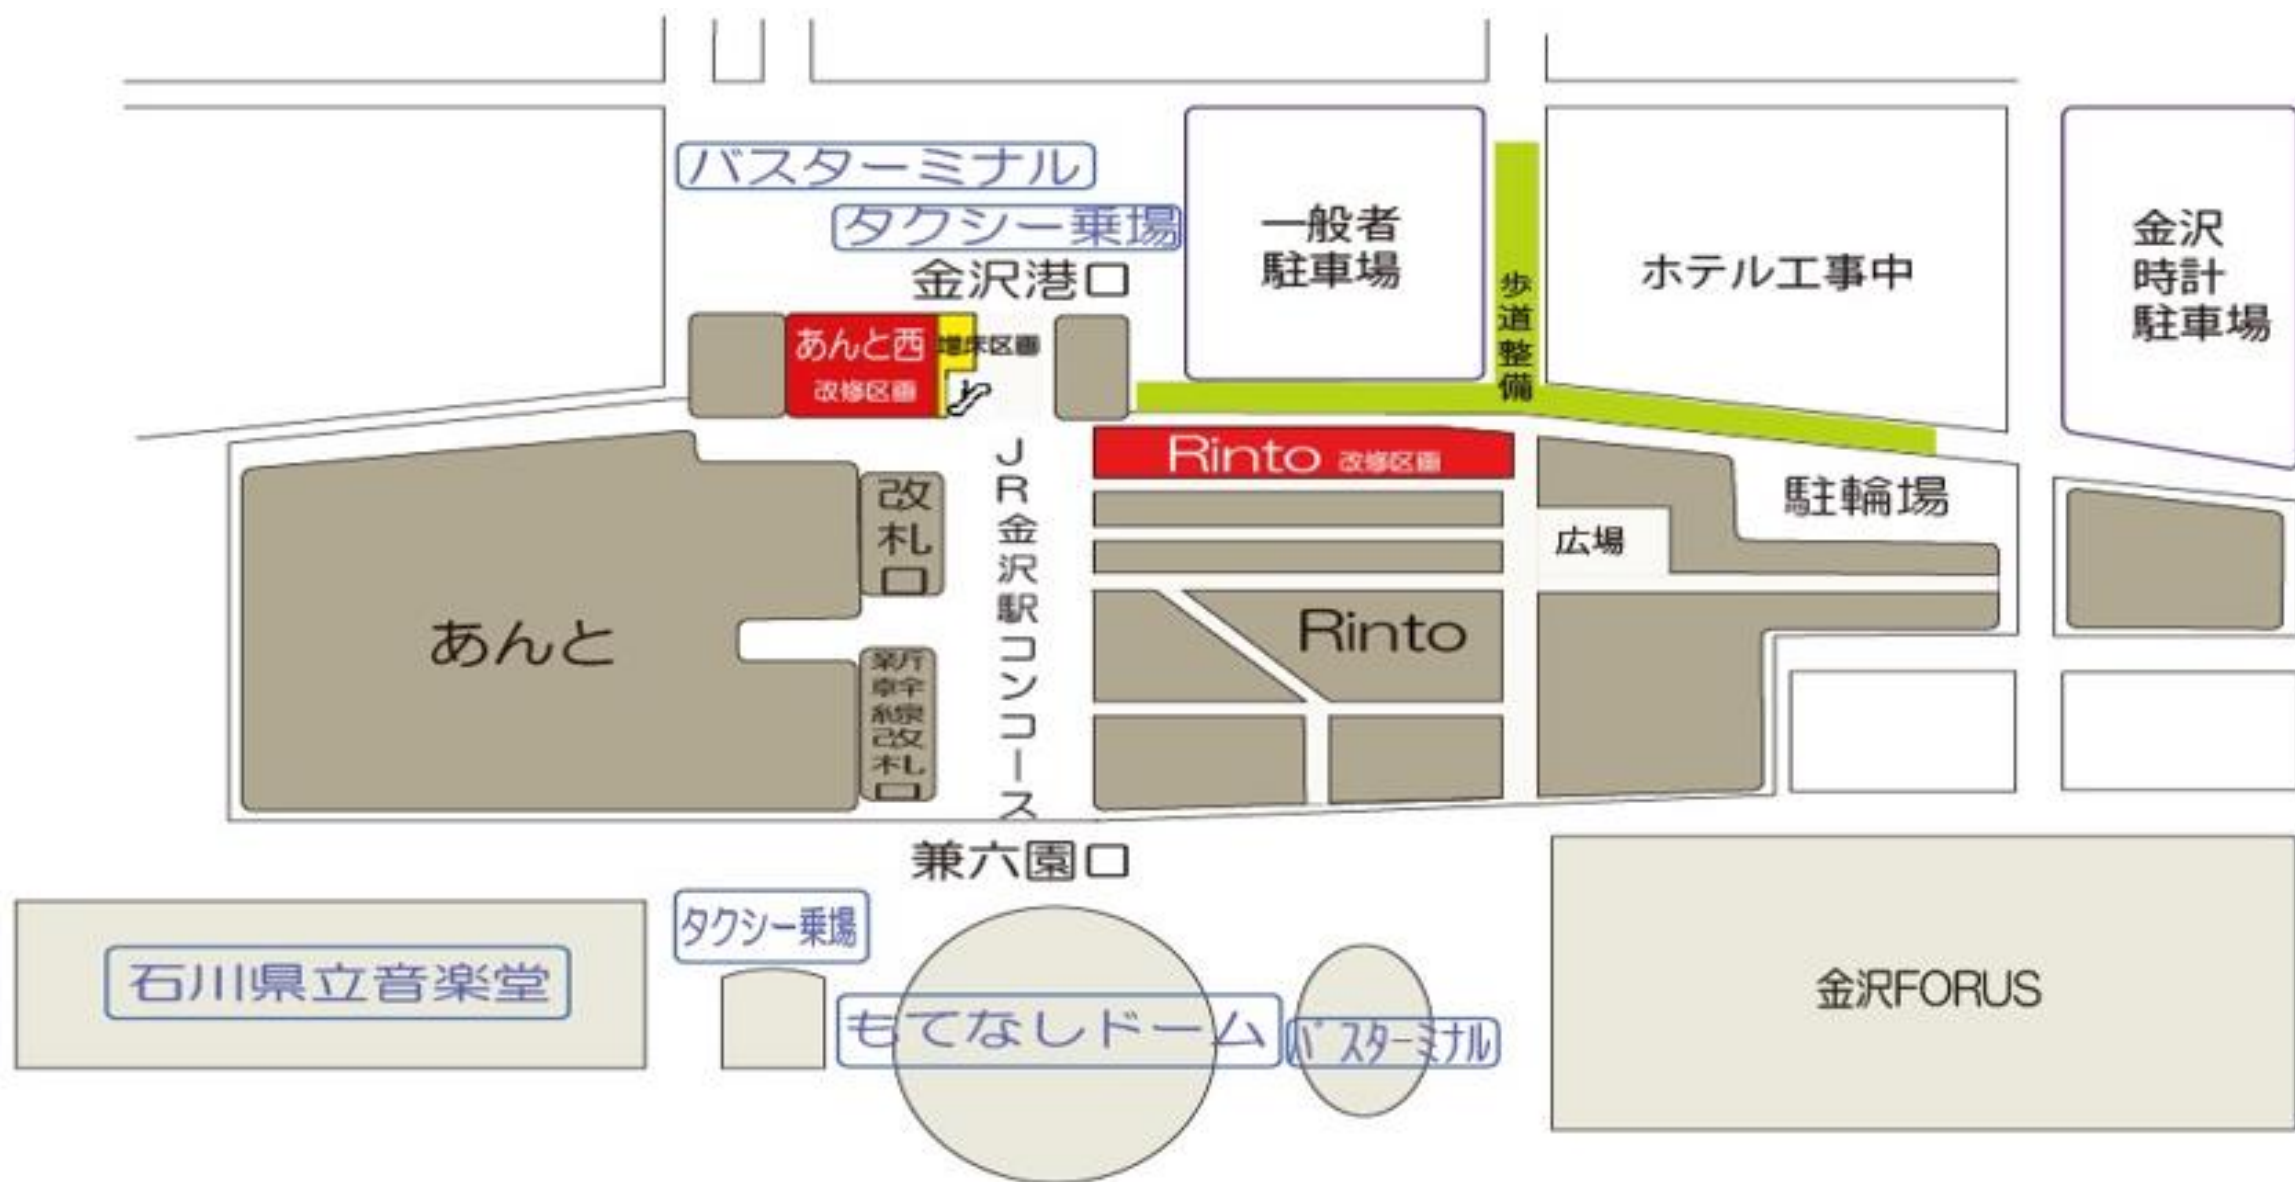 バスターミナル
タクシー乗場
金沢港口
一般者
駐車場
歩道整備
ホテル工事中
金沢
時計
駐車場
あんと西
改修区画
増床区画
Rinto 改修区画
JR金沢駅コンコース
改札口
駐輪場
広場
あんと
Rinto
新幹線改札口
兼六園口
タクシー乗場
石川県立音楽堂
もてなしドーム
バスターミナル
金沢FORUS